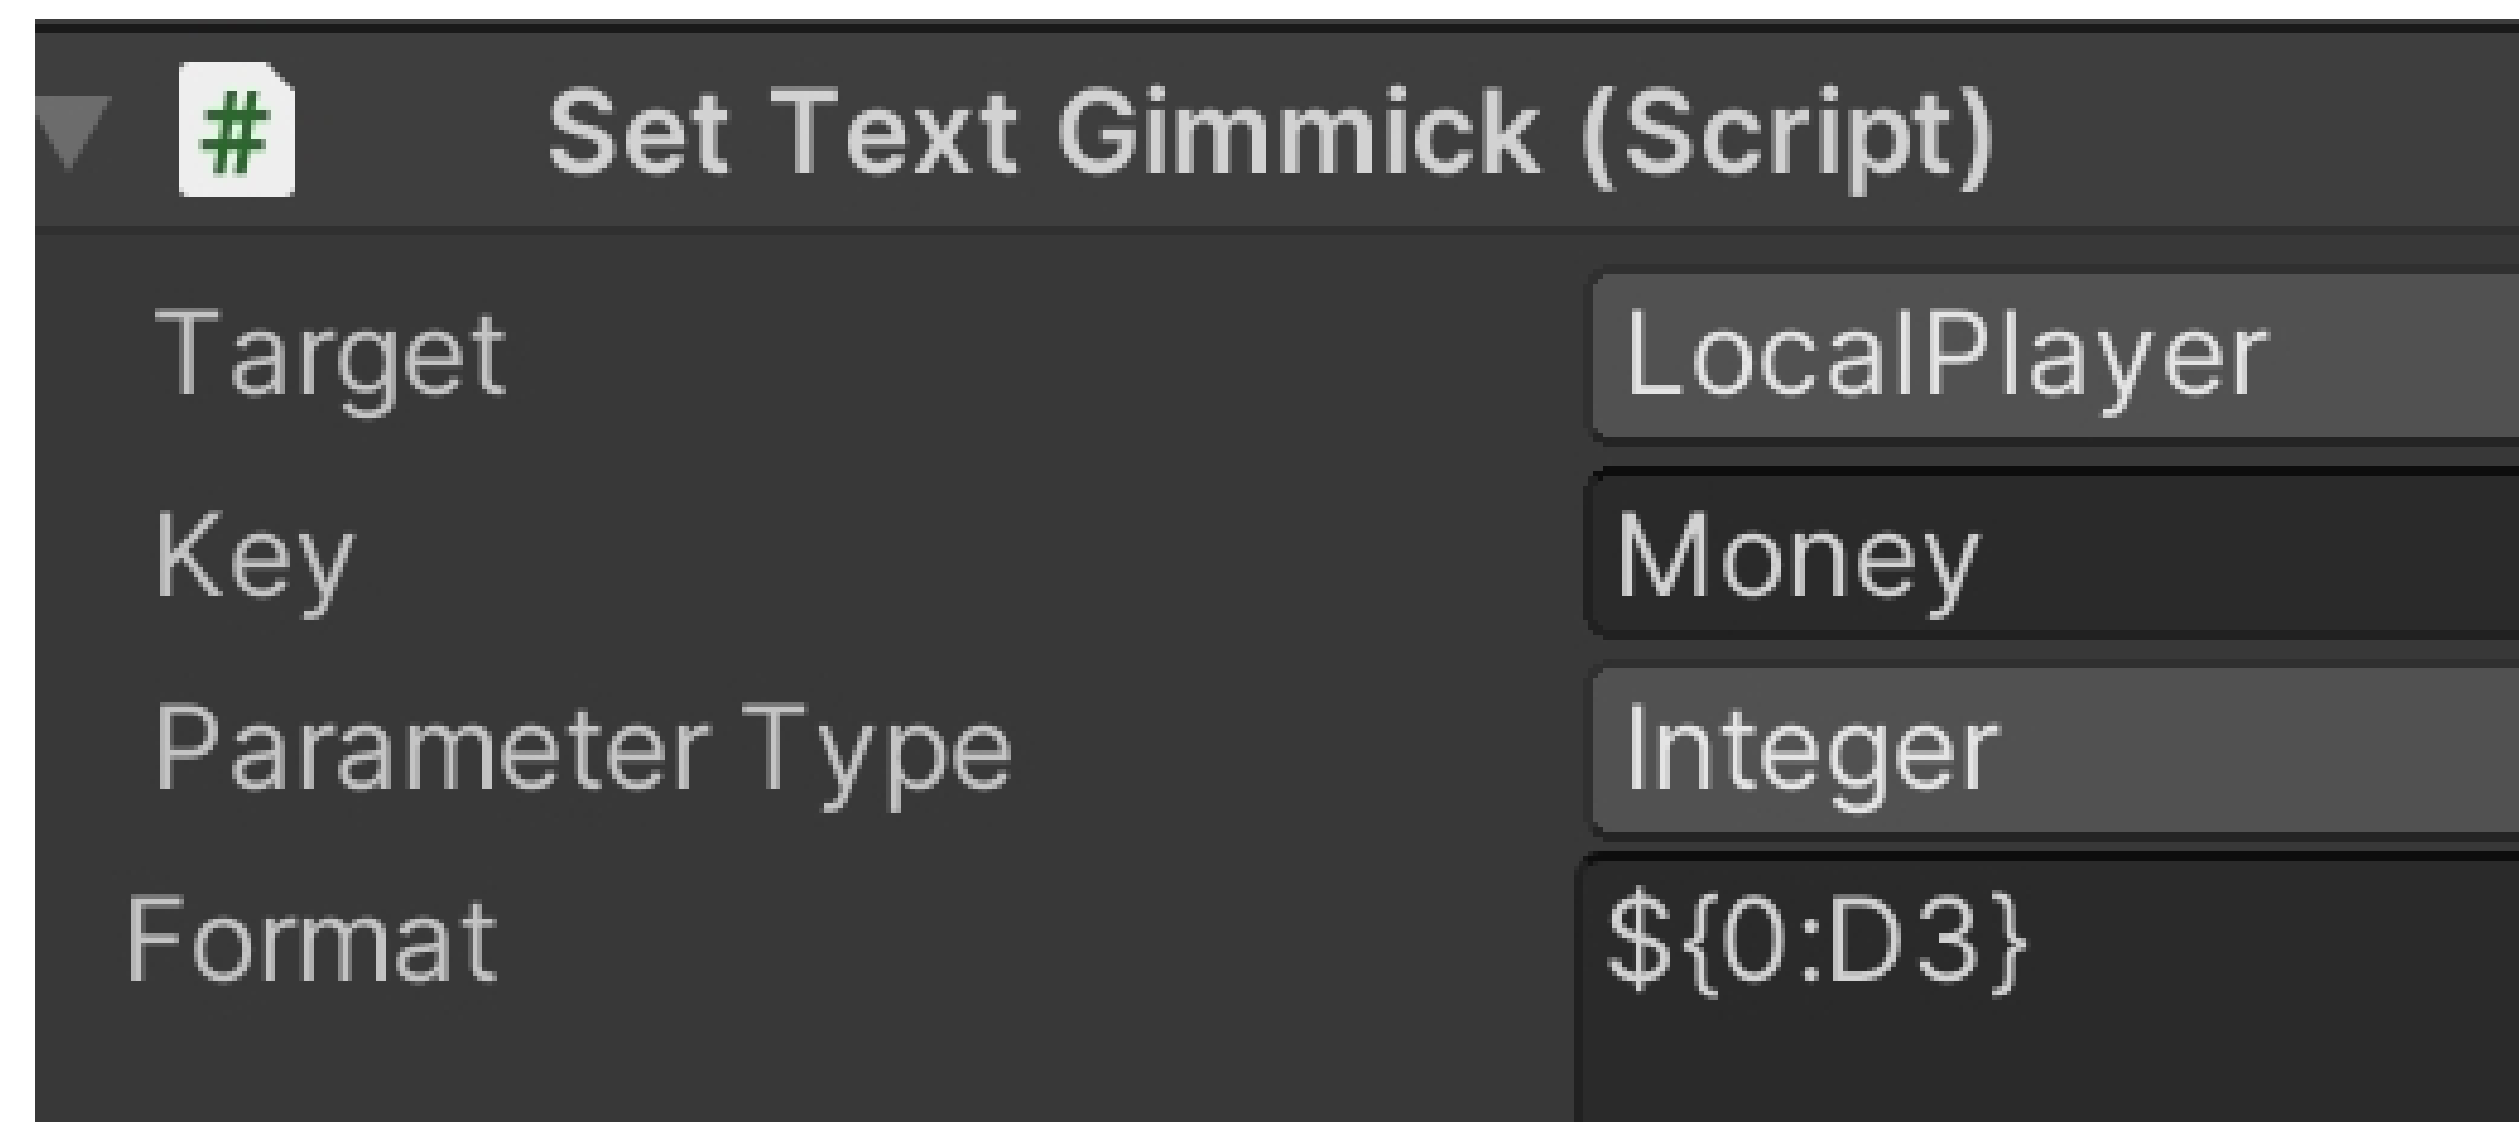 # Set Text Gimmick (Script)
Target LocalPlayer
Key Money
Parameter Type Integer
Format ${0:D3}